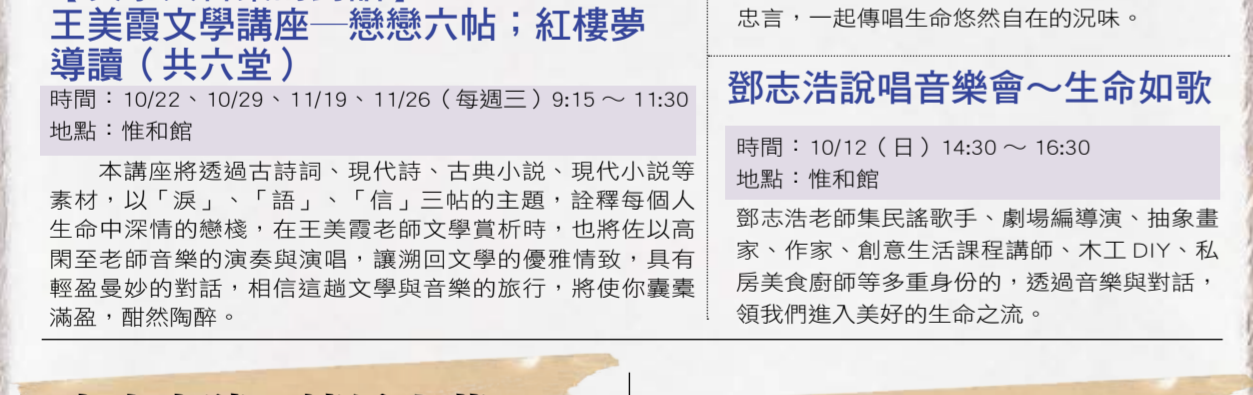 王美霞文學講座─戀戀六帖；紅樓夢
導讀（共六堂）
時間：10/22、10/29、11/19、11/26（每週三）9:15～11:30
地點：惟和館
本講座將透過古詩詞、現代詩、古典小說、現代小說等
素材，以「淚」、「語」、「信」三帖的主題，詮釋每個人
生命中深情的戀棧，在王美霞老師文學賞析時，也將佐以高
閑至老師音樂的演奏與演唱，讓溯回文學的優雅情致，具有
輕盈曼妙的對話，相信這趟文學與音樂的旅行，將使你囊橐
滿盈，酣然陶醉。
忠言，一起傳唱生命悠然自在的況味。
鄧志浩說唱音樂會～生命如歌
時間：10/12（日）14:30～16:30
地點：惟和館
鄧志浩老師集民謠歌手、劇場編導演、抽象畫
家、作家、創意生活課程講師、木工DIY、私
房美食廚師等多重身份的，透過音樂與對話，
領我們進入美好的生命之流。